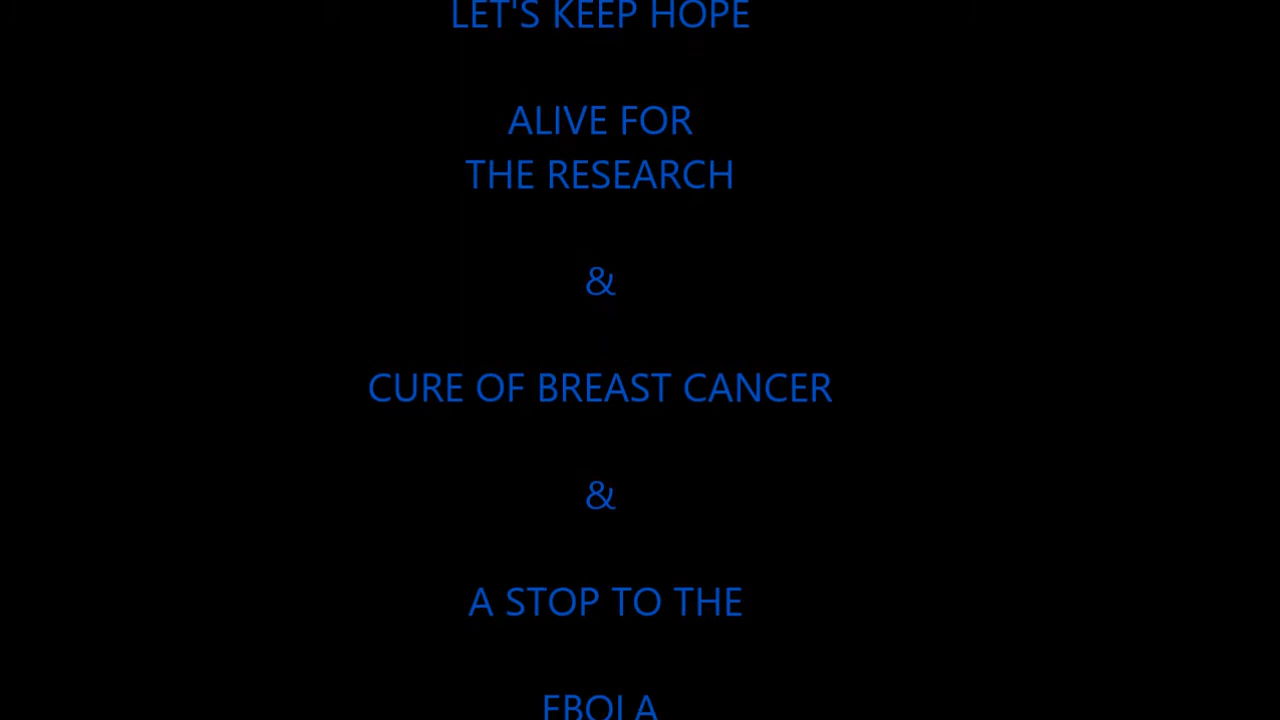 LET'S KEEP HOPE
ALIVE FOR
THE RESEARCH
&
CURE OF BREAST CANCER
&
A STOP TO THE
EBOLA